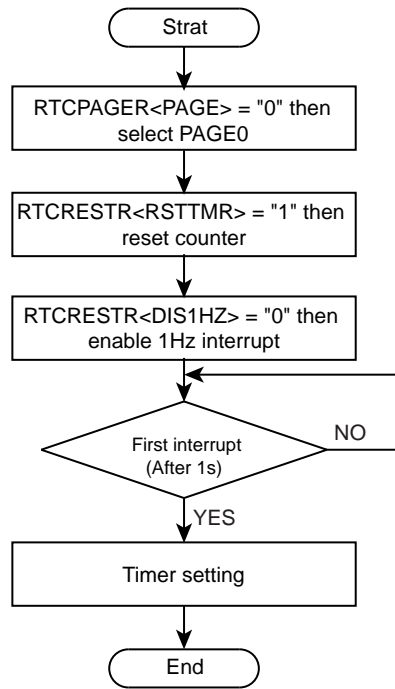 Strat
RTCPAGER<PAGE> = "0" then
select PAGE0
RTCRESTR<RSTTMR> = "1" then
reset counter
RTCRESTR<DIS1HZ> = "0" then
enable 1Hz interrupt
First interrupt
(After 1s)
NO
YES
Timer setting
End